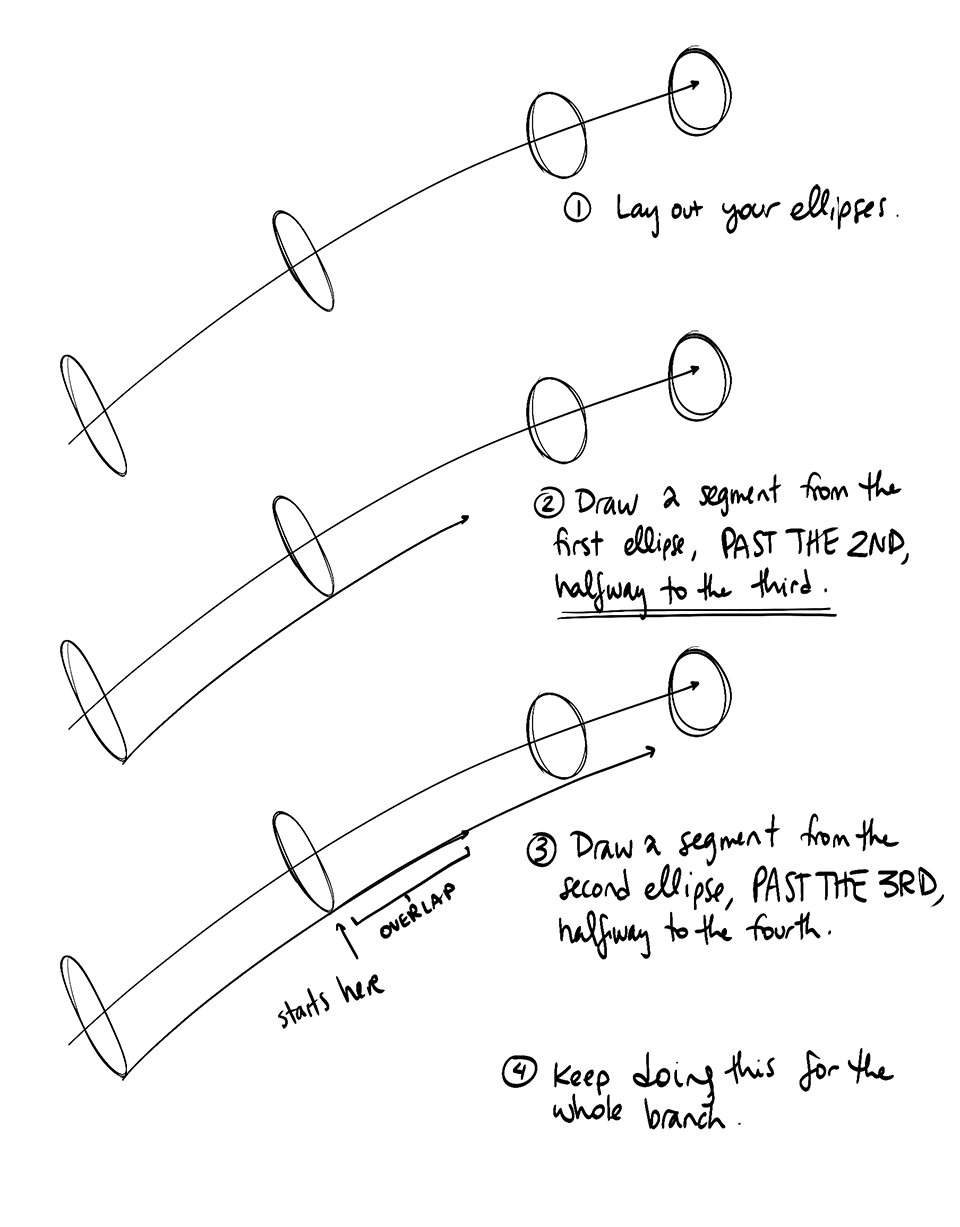 ① Lay out your ellipses.
② Draw a segment from the
first ellipse, PAST THE 2ND,
halfway to the third.
③ Draw a segment from the
second ellipse, PAST THE 3RD,
halfway to the fourth.
OVERLAP
starts here
④ Keep doing this for the
whole branch.